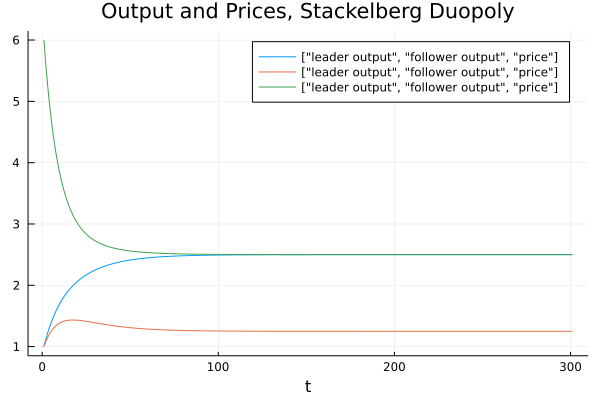 Output and Prices, Stackelberg Duopoly
["leader output", "follower output", "price"]
["leader output", "follower output", "price"]
["leader output", "follower output", "price"]
6
5
4
3
2
1
0 100 200 300
t